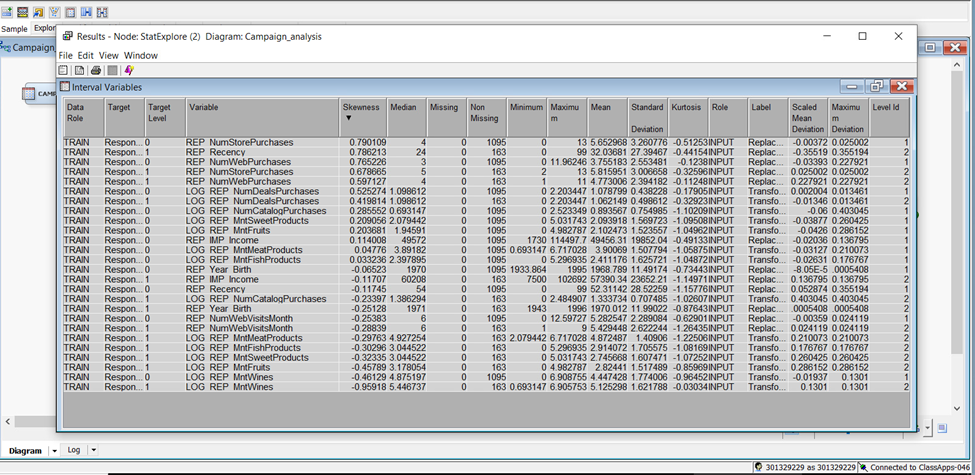 Sample Explor
Results - Node: StatExplore (2) Diagram: Campaign_analysis
Campaign_
File Edit View Window
Interval Variables
CAMP
Data Role Target Target Level Variable Skewness ▼ Median Missing Non Missing Minimum Maximu m Mean Standard Deviation Kurtosis Role Label Scaled Mean Deviation Maximu m Deviation Level Id
TRAIN Respon... 0 REP_NumStorePurchases 0.790109 4 0 1095 0 13 5.652968 3.260776 -0.51253 INPUT Replac... -0.00372 0.025002 1
TRAIN Respon... 1 REP_Recency 0.786213 24 0 163 0 99 32.03681 27.39467 -0.44154 INPUT Replac... -0.35519 0.355194 2
TRAIN Respon... 0 REP_NumWebPurchases 0.765226 3 0 1095 0 11.96246 3.755183 2.553481 -0.1238 INPUT Replac... -0.03393 0.227921 1
TRAIN Respon... 1 REP_NumStorePurchases 0.678665 5 0 163 2 13 5.815951 3.006658 -0.32596 INPUT Replac... 0.025002 0.025002 2
TRAIN Respon... 1 REP_NumWebPurchases 0.597127 4 0 163 1 11 4.773006 2.394182 -0.11248 INPUT Replac... 0.227921 0.227921 2
TRAIN Respon... 0 LOG_REP_NumDealsPurchases 0.525274 1.098612 0 1095 0 2.203447 1.078799 0.438228 -0.17905 INPUT Transfo... 0.002004 0.013461 1
TRAIN Respon... 1 LOG_REP_NumDealsPurchases 0.419814 1.098612 0 163 0 2.203447 1.062149 0.498612 -0.32923 INPUT Transfo... -0.01346 0.013461 2
TRAIN Respon... 0 LOG_REP_NumCatalogPurchases 0.285552 0.693147 0 1095 0 2.523349 0.893567 0.754985 -1.10209 INPUT Transfo... -0.06 0.403045 1
TRAIN Respon... 0 LOG_REP_MntSweetProducts 0.209056 2.079442 0 1095 0 5.031743 2.093918 1.569723 -1.09508 INPUT Transfo... -0.03877 0.260425 1
TRAIN Respon... 0 LOG_REP_MntFruits 0.203681 1.94591 0 1095 0 4.982787 2.102473 1.523557 -1.04962 INPUT Transfo... -0.0426 0.286152 1
TRAIN Respon... 0 REP_IMP_Income 0.114008 49572 0 1095 1730 114497.7 49456.31 19852.04 -0.49133 INPUT Replac... -0.02036 0.136795 1
TRAIN Respon... 0 LOG_REP_MntMeatProducts 0.04776 3.89182 0 1095 0.693147 6.717028 3.90069 1.507794 -1.05875 INPUT Transfo... -0.03127 0.210073 1
TRAIN Respon... 0 LOG_REP_MntFishProducts 0.033236 2.397895 0 1095 0 5.296935 2.411176 1.625721 -1.04872 INPUT Transfo... -0.02631 0.176767 1
TRAIN Respon... 0 REP_Year_Birth -0.06523 1970 0 1095 1933.864 1995 1968.789 11.49174 -0.73443 INPUT Replac... -8.05E-5 .0005408 1
TRAIN Respon... 1 REP_IMP_Income -0.11707 60208 0 163 7500 102692 57390.34 23652.21 -1.14971 INPUT Replac... 0.136795 0.136795 2
TRAIN Respon... 0 REP_Recency -0.11745 54 0 1095 0 99 52.31142 28.52259 -1.15776 INPUT Replac... 0.052874 0.355194 1
TRAIN Respon... 1 LOG_REP_NumCatalogPurchases -0.23397 1.386294 0 163 0 2.484907 1.333734 0.707485 -1.02607 INPUT Transfo... 0.403045 0.403045 2
TRAIN Respon... 1 REP_Year_Birth -0.25128 1971 0 163 1943 1996 1970.012 11.99022 -0.87643 INPUT Replac... .0005408 .0005408 2
TRAIN Respon... 0 REP_NumWebVisitsMonth -0.25383 6 0 1095 0 12.59727 5.282547 2.289084 -0.62901 INPUT Replac... -0.00359 0.024119 1
TRAIN Respon... 1 REP_NumWebVisitsMonth -0.28839 6 0 163 1 9 5.429448 2.622244 -1.26435 INPUT Replac... 0.024119 0.024119 2
TRAIN Respon... 1 LOG_REP_MntMeatProducts -0.29763 4.927254 0 163 2.079442 6.717028 4.872487 1.40906 -1.22506 INPUT Transfo... 0.210073 0.210073 2
TRAIN Respon... 1 LOG_REP_MntFishProducts -0.30296 3.044522 0 163 0 5.296935 2.914072 1.705575 -1.08169 INPUT Transfo... 0.176767 0.176767 2
TRAIN Respon... 1 LOG_REP_MntSweetProducts -0.32335 3.044522 0 163 0 5.031743 2.745668 1.607471 -1.07225 INPUT Transfo... 0.260425 0.260425 2
TRAIN Respon... 1 LOG_REP_MntFruits -0.45789 3.178054 0 163 0 4.982787 2.82441 1.517489 -0.85969 INPUT Transfo... 0.286152 0.286152 2
TRAIN Respon... 0 LOG_REP_MntWines -0.46129 4.875197 0 1095 0 6.908755 4.447428 1.774006 -0.96452 INPUT Transfo... -0.01937 0.1301 1
TRAIN Respon... 1 LOG_REP_MntWines -0.95918 5.446737 0 163 0.693147 6.905753 5.125298 1.621788 -0.03034 INPUT Transfo... 0.1301 0.1301 2
Diagram Log
301329229 as 301329229 Connected to ClassApps-046